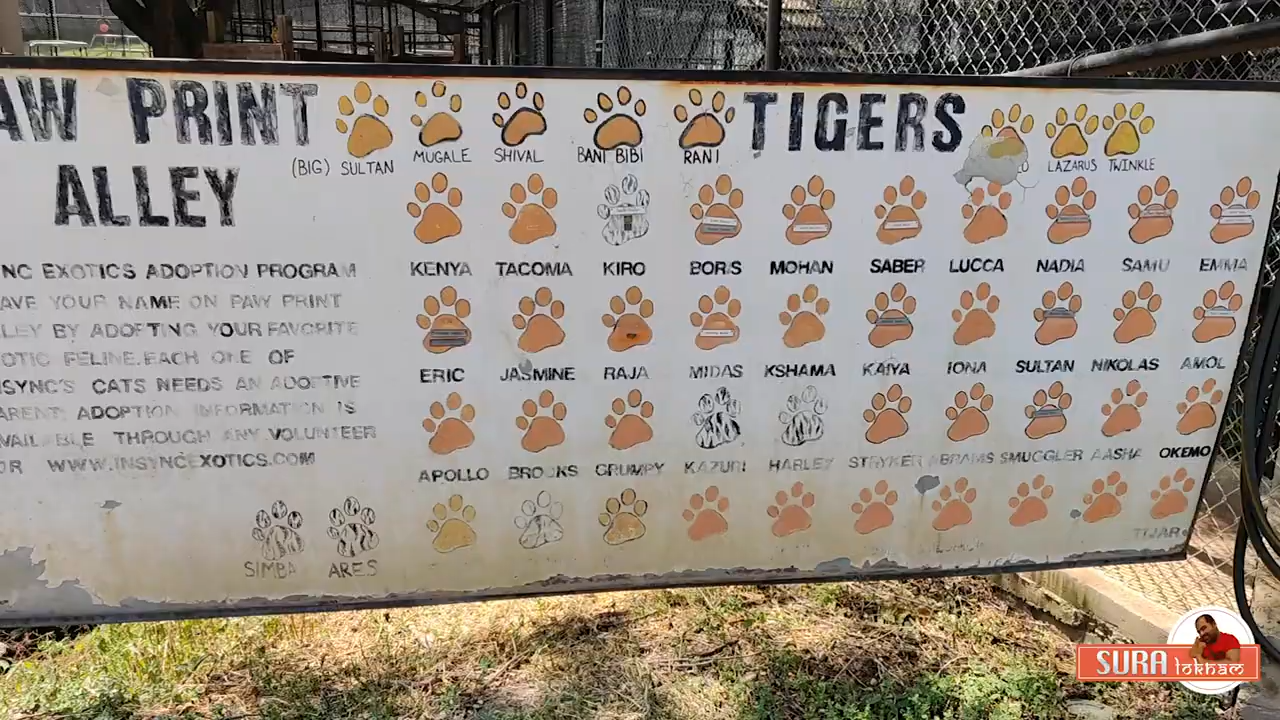 AW PRINT TIGERS
ALLEY
(BIG) SULTAN MUGALE SHIVAL BANI BIBI RANI LAZARUS TWINKLE
KENYA TACOMA KIRO BORIS MOHAN SABER LUCCA NADIA SAMU EMMA
NC EXOTICS ADOPTION PROGRAM
AVE YOUR NAME ON PAW PRINT
LLEY BY ADOPTING YOUR FAVORITE
OTIC FELINE. EACH ONE OF
NSYNC'S CATS NEEDS AN ADOPTIVE
ARENT. ADOPTION INFORMATION IS
AVAILABLE THROUGH ANY VOLUNTEER
OR WWW.INSYNCEXOTICS.COM
ERIC JASMINE RAJA MIDAS KSHAMA KAIYA IONA SULTAN NIKOLAS AMOL
APOLLO BROOKS GRUMPY KAZURI HARLEY STRYKER ABRAMS SMUGGLER AASHA OKEMO
SIMBA ARES
SURA
lokham